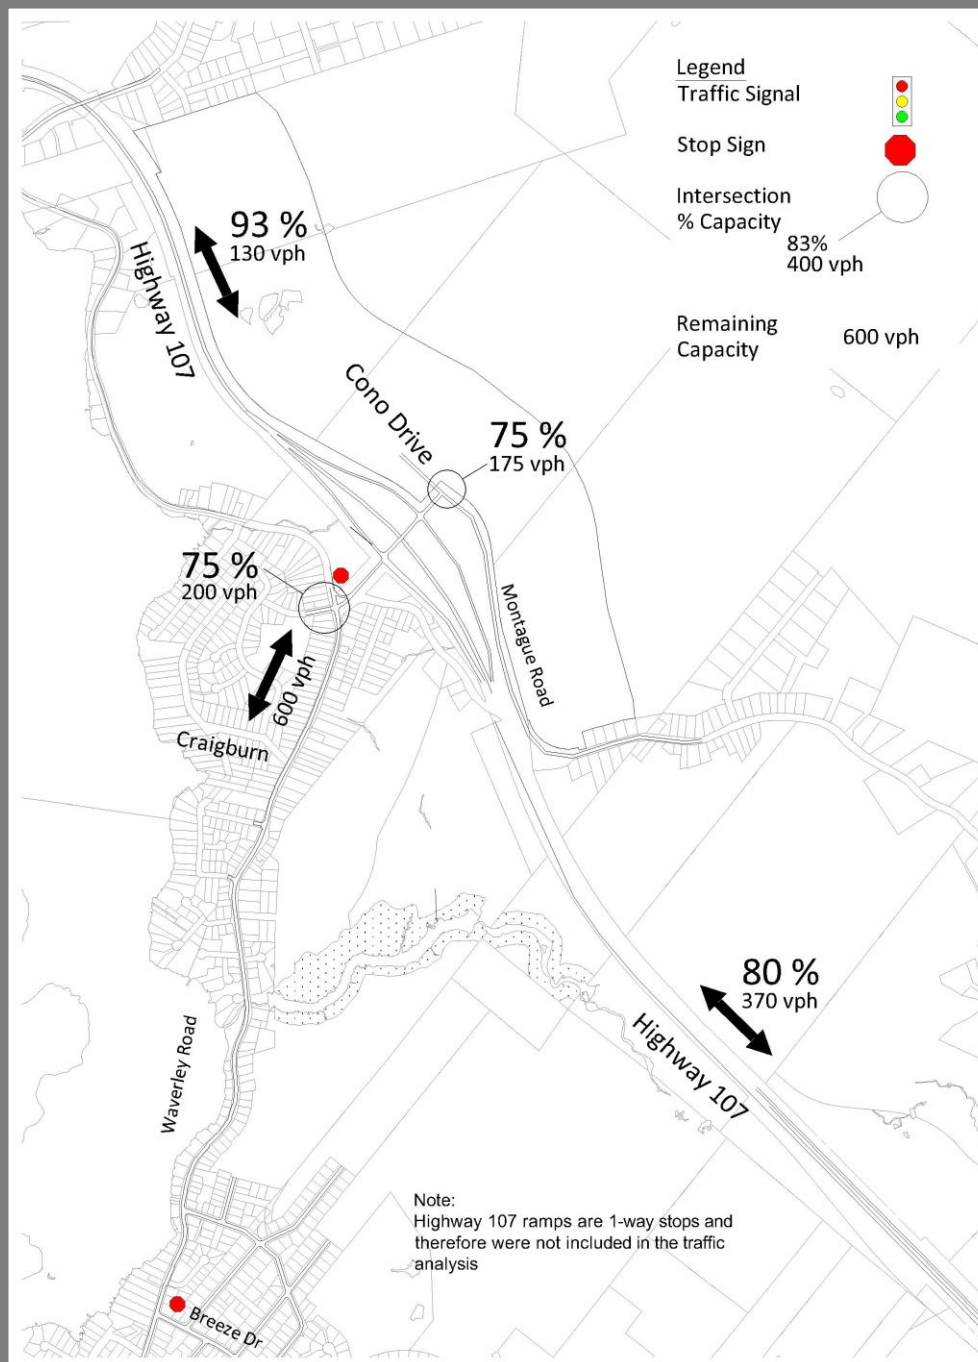 Legend
Traffic Signal
Stop Sign
Intersection
% Capacity
83%
400 vph
Remaining
Capacity
600 vph
93 %
130 vph
Highway 107
Cono Drive
75 %
175 vph
75 %
200 vph
600 vph
Craigburn
Montague Road
80 %
370 vph
Highway 107
Waverley Road
Note:
Highway 107 ramps are 1-way stops and
therefore were not included in the traffic
analysis
Breeze Dr